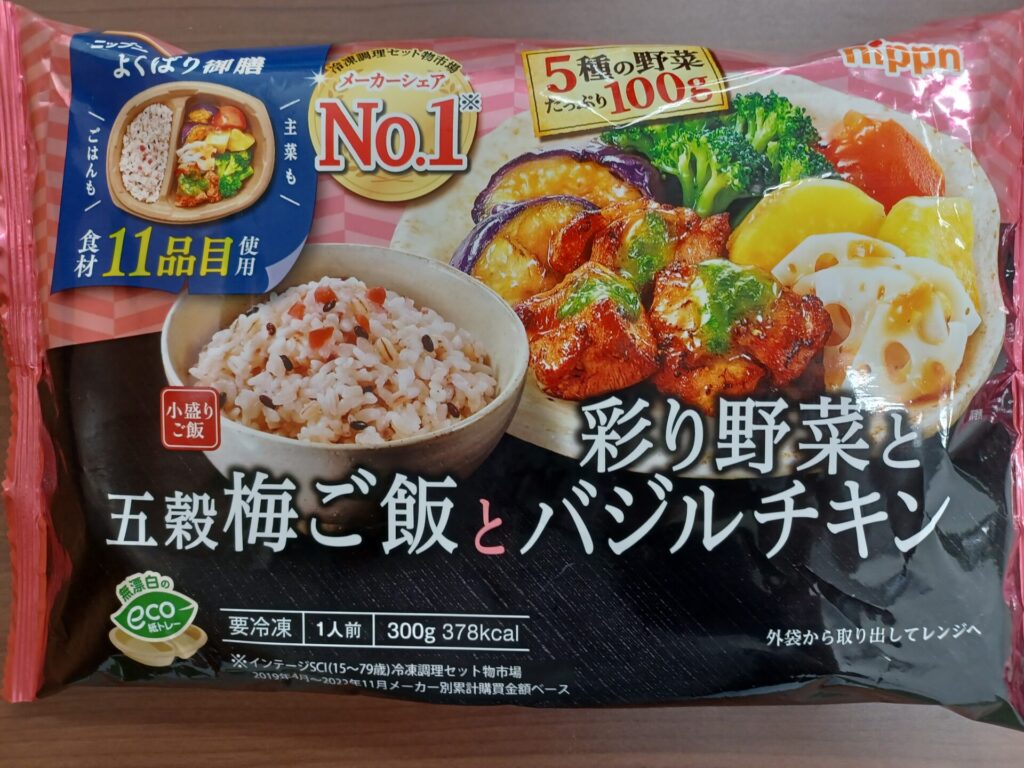 ニップン
よくばり御膳
ごはんも
主菜も
食材11品目使用
冷凍調理セット物市場
メーカーシェア
No.1※
5種の野菜
たっぷり100g
nippn
小盛り
ご飯
五穀梅ご飯と
彩り野菜と
バジルチキン
無漂白の
eco
紙トレー
要冷凍 1人前 300g 378kcal
外袋から取り出してレンジへ
※インテージSCI(15〜79歳)冷凍調理セット物市場
2019年4月〜2022年11月メーカー別累計購買金額ベース